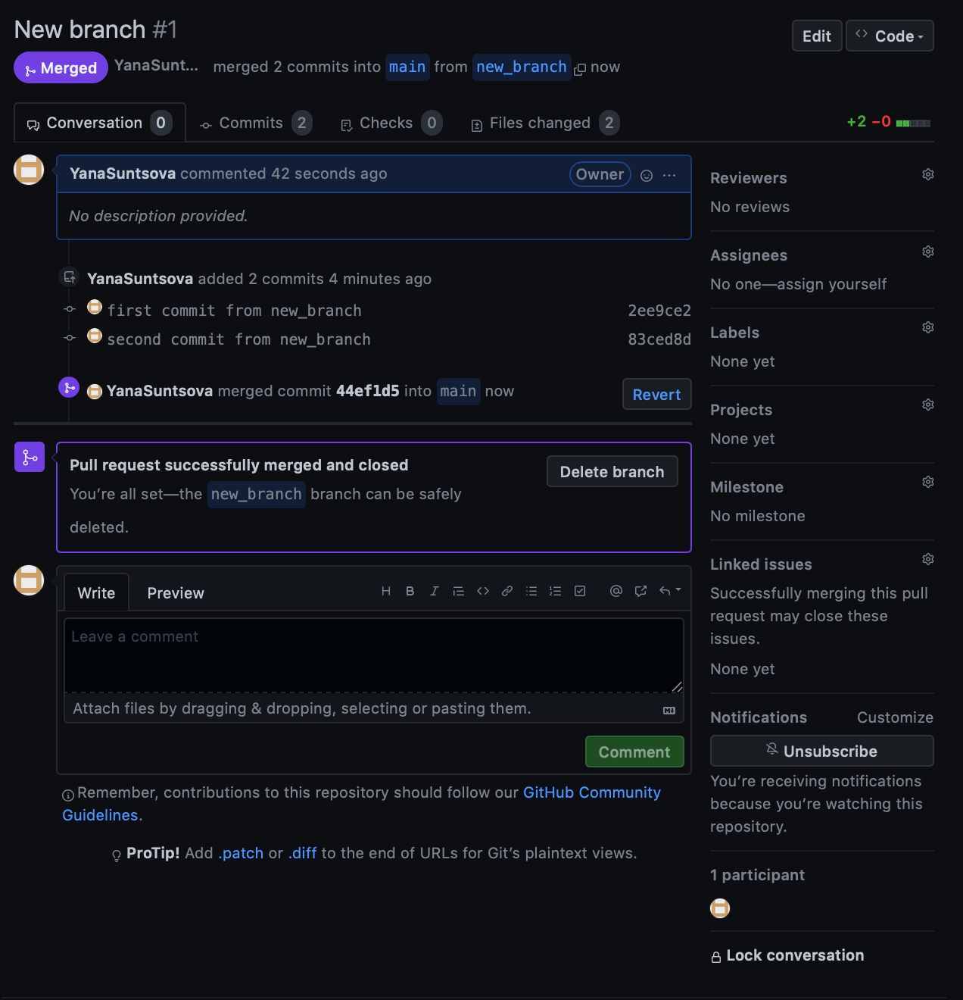 New branch #1
Edit
Code
Merged YanaSunt... merged 2 commits into main from new_branch now
Conversation 0
Commits 2
Checks 0
Files changed 2
+2 −0
YanaSuntsova commented 42 seconds ago
Owner
No description provided.
YanaSuntsova added 2 commits 4 minutes ago
first commit from new_branch 2ee9ce2
second commit from new_branch 83ced8d
YanaSuntsova merged commit 44ef1d5 into main now
Revert
Pull request successfully merged and closed
You’re all set—the new_branch branch can be safely
deleted.
Delete branch
Write
Preview
Leave a comment
Attach files by dragging & dropping, selecting or pasting them.
Comment
Remember, contributions to this repository should follow our GitHub Community
Guidelines.
ProTip! Add .patch or .diff to the end of URLs for Git’s plaintext views.
Reviewers
No reviews
Assignees
No one—assign yourself
Labels
None yet
Projects
None yet
Milestone
No milestone
Linked issues
Successfully merging this pull
request may close these
issues.
None yet
Notifications
Customize
Unsubscribe
You’re receiving notifications
because you’re watching this
repository.
1 participant
Lock conversation